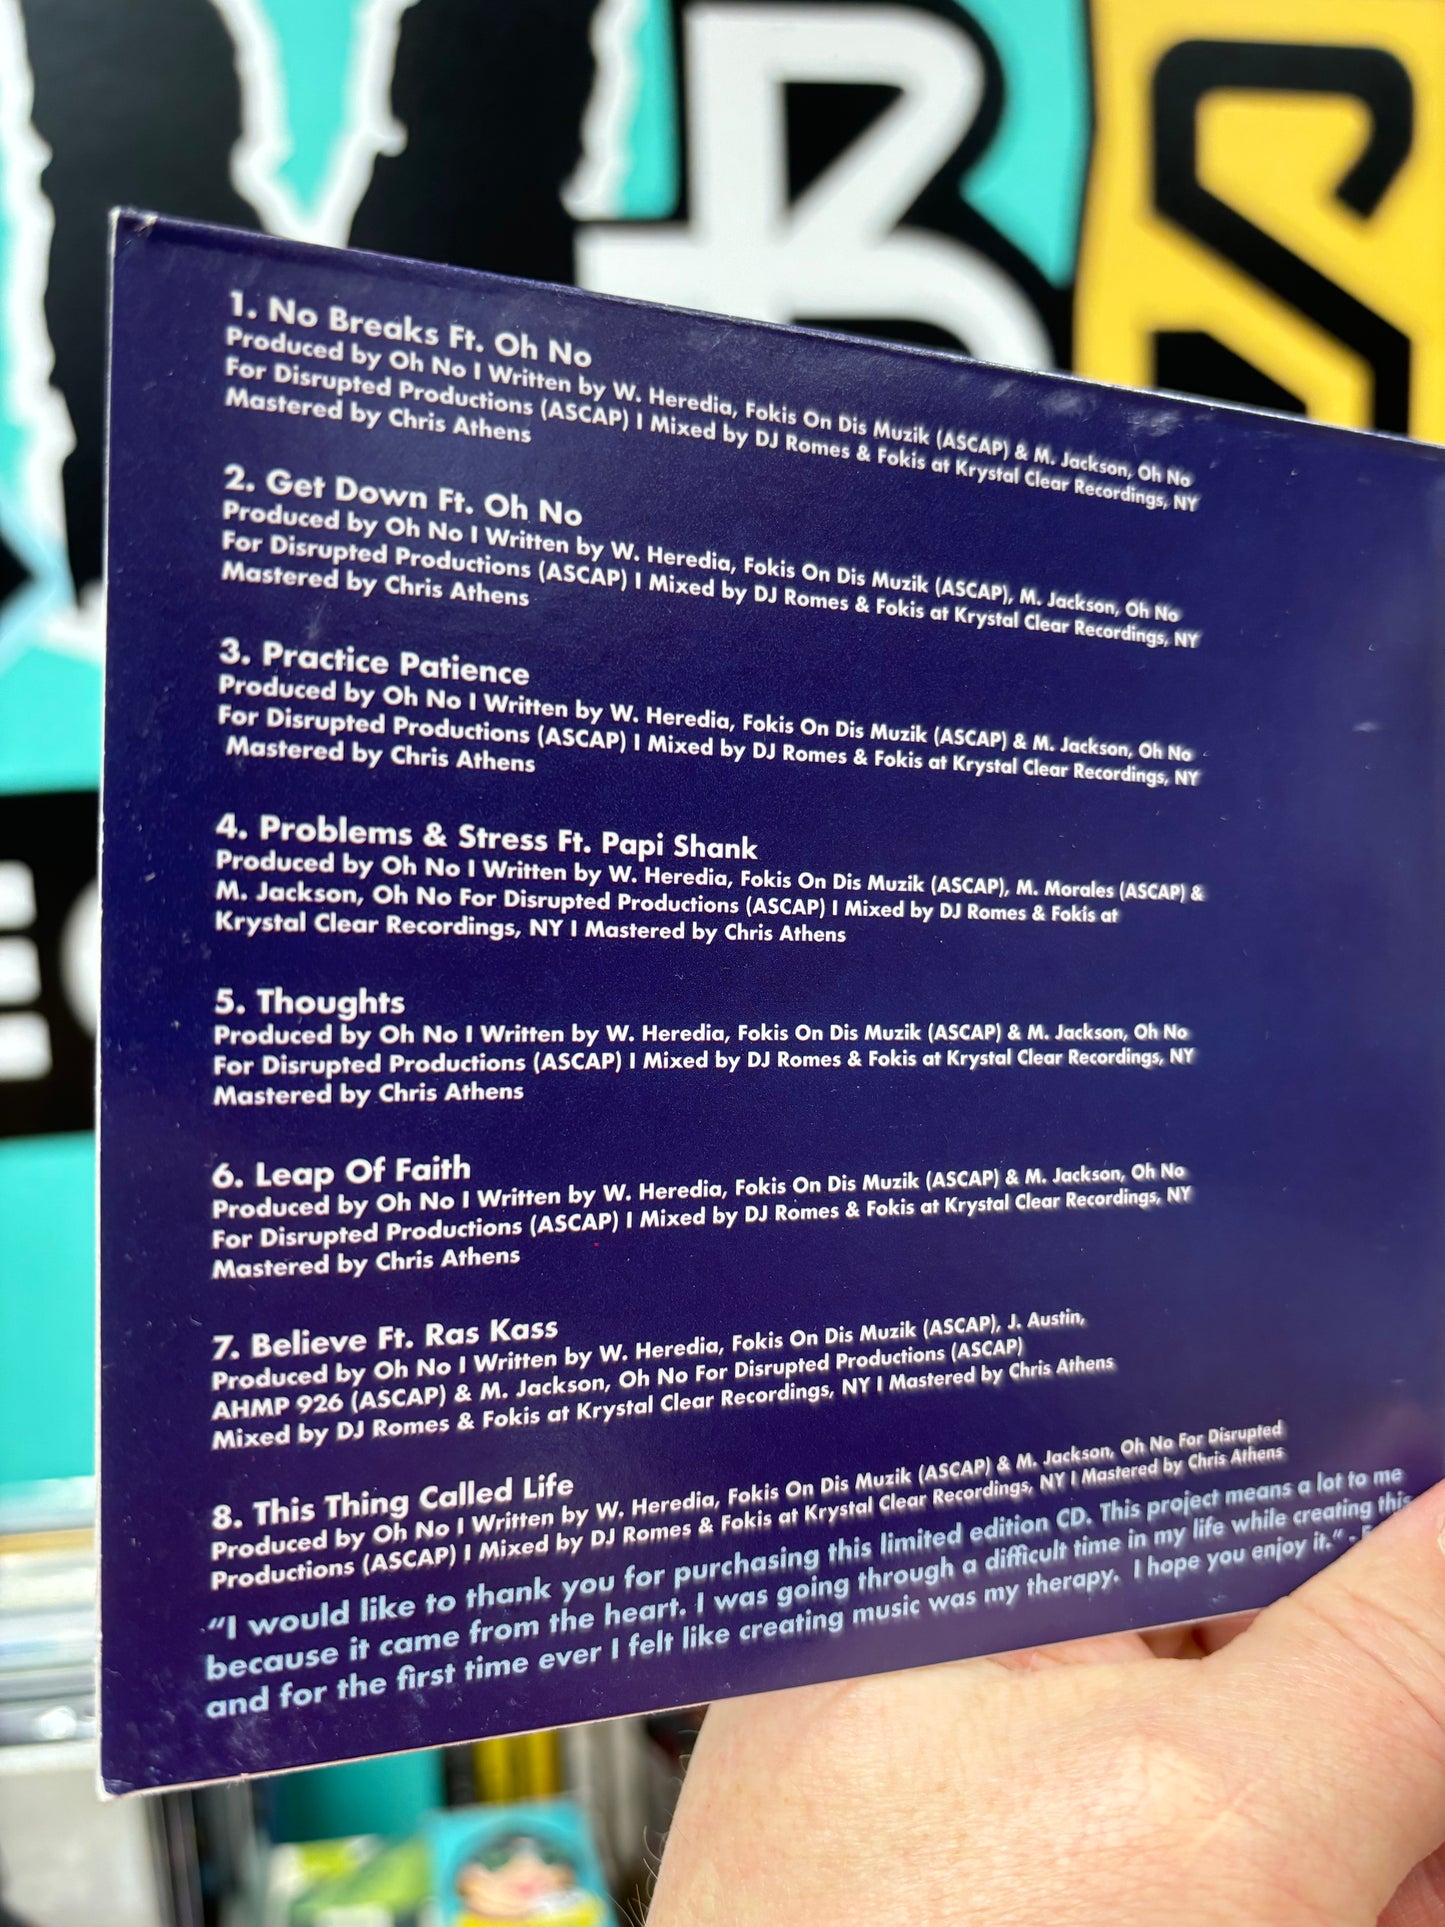 BS
1. No Breaks Ft. Oh No
Produced by Oh No I Written by W. Heredia, Fokis On Dis Muzik (ASCAP) & M. Jackson, Oh No
For Disrupted Productions (ASCAP) I Mixed by DJ Romes & Fokis at Krystal Clear Recordings, NY
Mastered by Chris Athens
2. Get Down Ft. Oh No
Produced by Oh No I Written by W. Heredia, Fokis On Dis Muzik (ASCAP), M. Jackson, Oh No
For Disrupted Productions (ASCAP) I Mixed by DJ Romes & Fokis at Krystal Clear Recordings, NY
Mastered by Chris Athens
3. Practice Patience
Produced by Oh No I Written by W. Heredia, Fokis On Dis Muzik (ASCAP) & M. Jackson, Oh No
For Disrupted Productions (ASCAP) I Mixed by DJ Romes & Fokis at Krystal Clear Recordings, NY
Mastered by Chris Athens
4. Problems & Stress Ft. Papi Shank
Produced by Oh No I Written by W. Heredia, Fokis On Dis Muzik (ASCAP), M. Morales (ASCAP) &
M. Jackson, Oh No For Disrupted Productions (ASCAP) I Mixed by DJ Romes & Fokis at
Krystal Clear Recordings, NY I Mastered by Chris Athens
5. Thoughts
Produced by Oh No I Written by W. Heredia, Fokis On Dis Muzik (ASCAP) & M. Jackson, Oh No
For Disrupted Productions (ASCAP) I Mixed by DJ Romes & Fokis at Krystal Clear Recordings, NY
Mastered by Chris Athens
6. Leap Of Faith
Produced by Oh No I Written by W. Heredia, Fokis On Dis Muzik (ASCAP) & M. Jackson, Oh No
For Disrupted Productions (ASCAP) I Mixed by DJ Romes & Fokis at Krystal Clear Recordings, NY
Mastered by Chris Athens
7. Believe Ft. Ras Kass
Produced by Oh No I Written by W. Heredia, Fokis On Dis Muzik (ASCAP), J. Austin,
AHMP 926 (ASCAP) & M. Jackson, Oh No For Disrupted Productions (ASCAP)
Mixed by DJ Romes & Fokis at Krystal Clear Recordings, NY I Mastered by Chris Athens
8. This Thing Called Life
Produced by Oh No I Written by W. Heredia, Fokis On Dis Muzik (ASCAP) & M. Jackson, Oh No For Disrupted
Productions (ASCAP) I Mixed by DJ Romes & Fokis at Krystal Clear Recordings, NY I Mastered by Chris Athens
“I would like to thank you for purchasing this limited edition CD. This project means a lot to me
because it came from the heart. I was going through a difficult time in my life while creating this
and for the first time ever I felt like creating music was my therapy. I hope you enjoy it.“ -